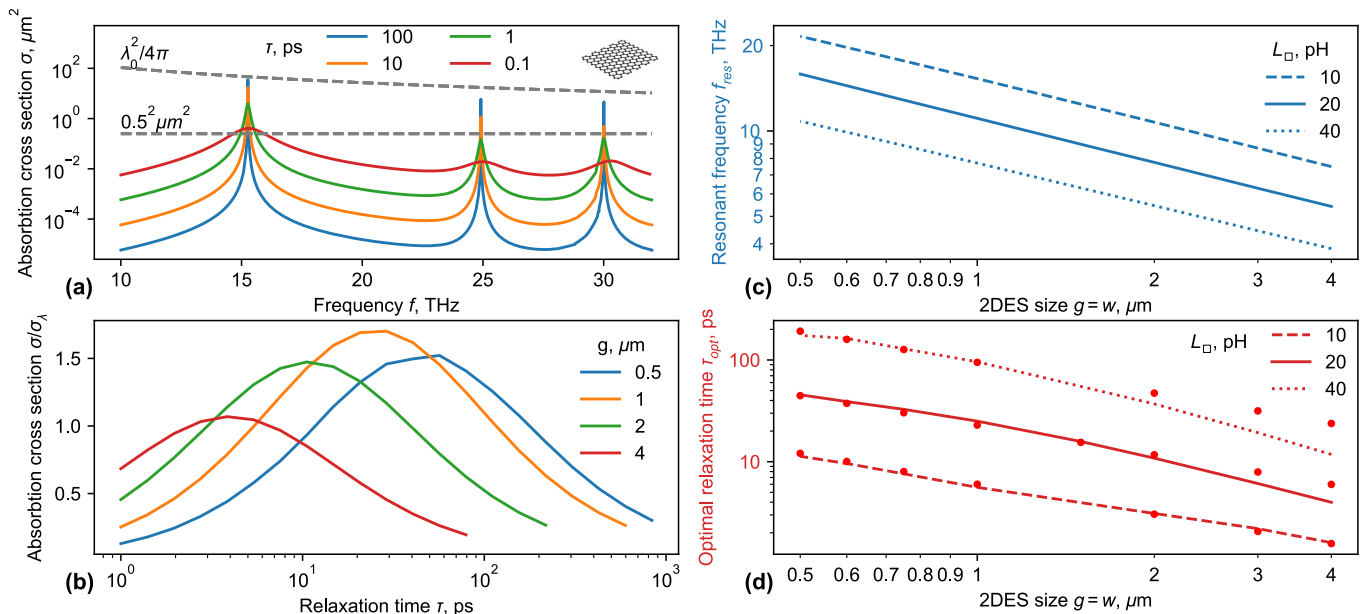 Absorbtion cross section σ, μm²
λ₀²/4π
0.5²μm²
τ, ps
100
10
1
0.1
10²
10⁰
10⁻²
10⁻⁴
10 15 20 25 30
(a)
Frequency f, THz
Resonant frequency f_res, THz
L□, pH
10
20
40
20
10
9
8
7
6
5
4
0.5 0.6 0.7 0.8 0.9 1 2 3 4
(c)
2DES size g = w, μm
Absorbtion cross section σ/σ_λ
g, μm
0.5
1
2
4
1.5
1.0
0.5
10⁰ 10¹ 10² 10³
(b)
Relaxation time τ, ps
Optimal relaxation time τ_opt, ps
L□, pH
10
20
40
100
10
0.5 0.6 0.7 0.8 0.9 1 2 3 4
(d)
2DES size g = w, μm